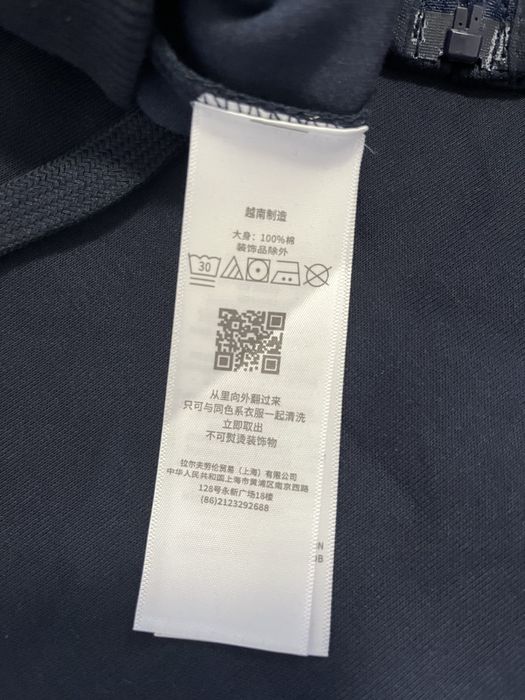 越南制造
大身：100%棉
装饰品除外
30
从里向外翻过来
只可与同色系衣服一起清洗
立即取出
不可熨烫装饰物
拉尔夫劳伦贸易（上海）有限公司
中华人民共和国上海市黄浦区南京西路
128号永新广场18楼
(86)2123292688